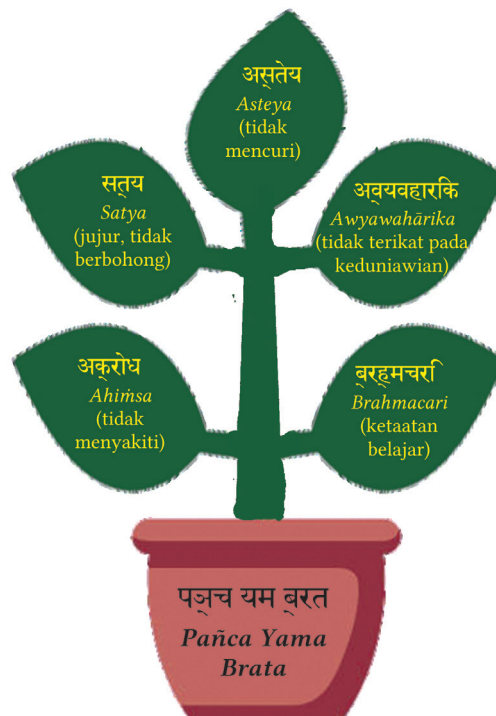 अस्‌तेय
Asteya
(tidak
mencuri)
सत्‌य
Satya
(jujur, tidak
berbohong)
अव्‌यवहारकि
Awyawahārika
(tidak terikat pada
keduniawian)
अक्‌रोध
Ahiṁsa
(tidak
menyakiti)
ब्‌रह्‌मचरि
Brahmacari
(ketaatan
belajar)
पञ्‌च यम ब्‌रत
Pañca Yama
Brata